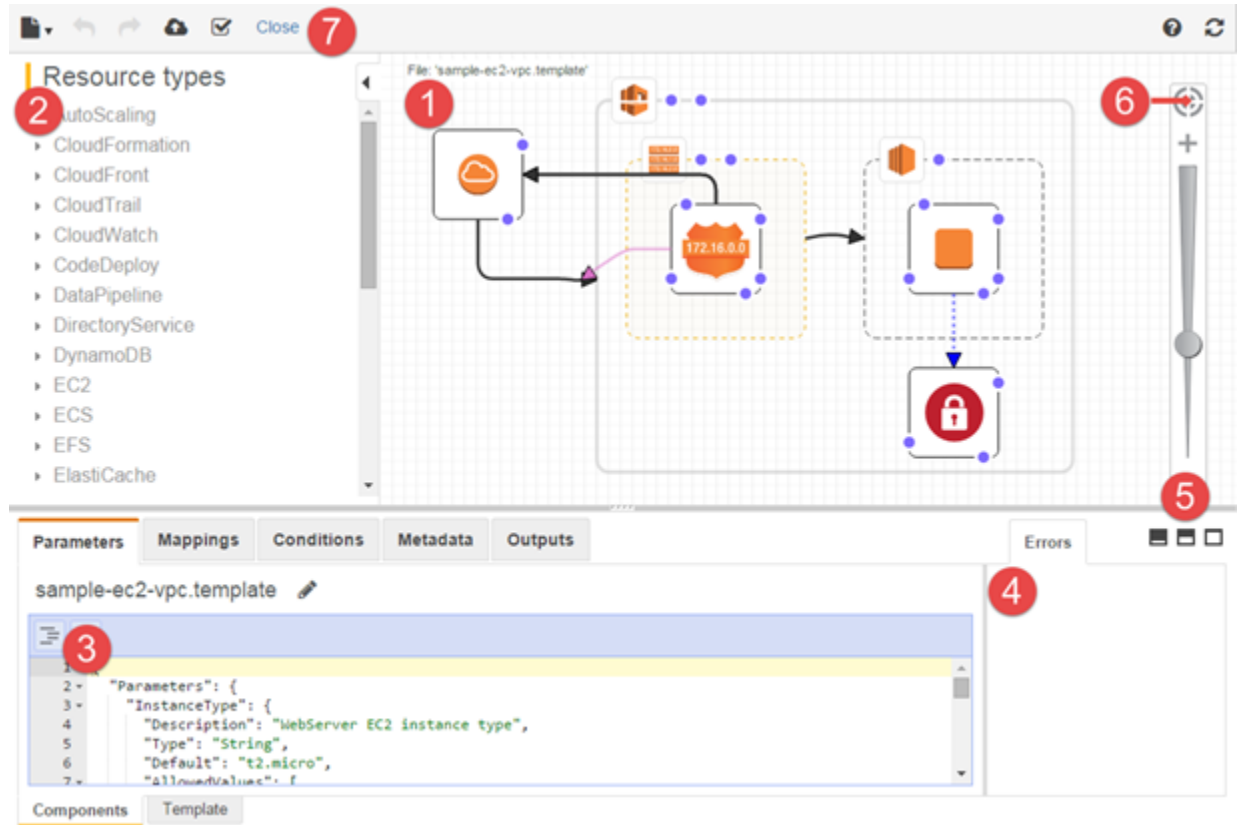 Close
7
Resource types
2
AutoScaling
CloudFormation
CloudFront
CloudTrail
CloudWatch
CodeDeploy
DataPipeline
DirectoryService
DynamoDB
EC2
ECS
EFS
ElastiCache
File: 'sample-ec2-vpc.template'
1
172.16.0.0
6
5
Parameters
Mappings
Conditions
Metadata
Outputs
Errors
4
sample-ec2-vpc.template
3
1
2 "Parameters": {
3 "InstanceType": {
4 "Description": "WebServer EC2 instance type",
5 "Type": "String",
6 "Default": "t2.micro",
7 "AllowedValues": [
Components
Template